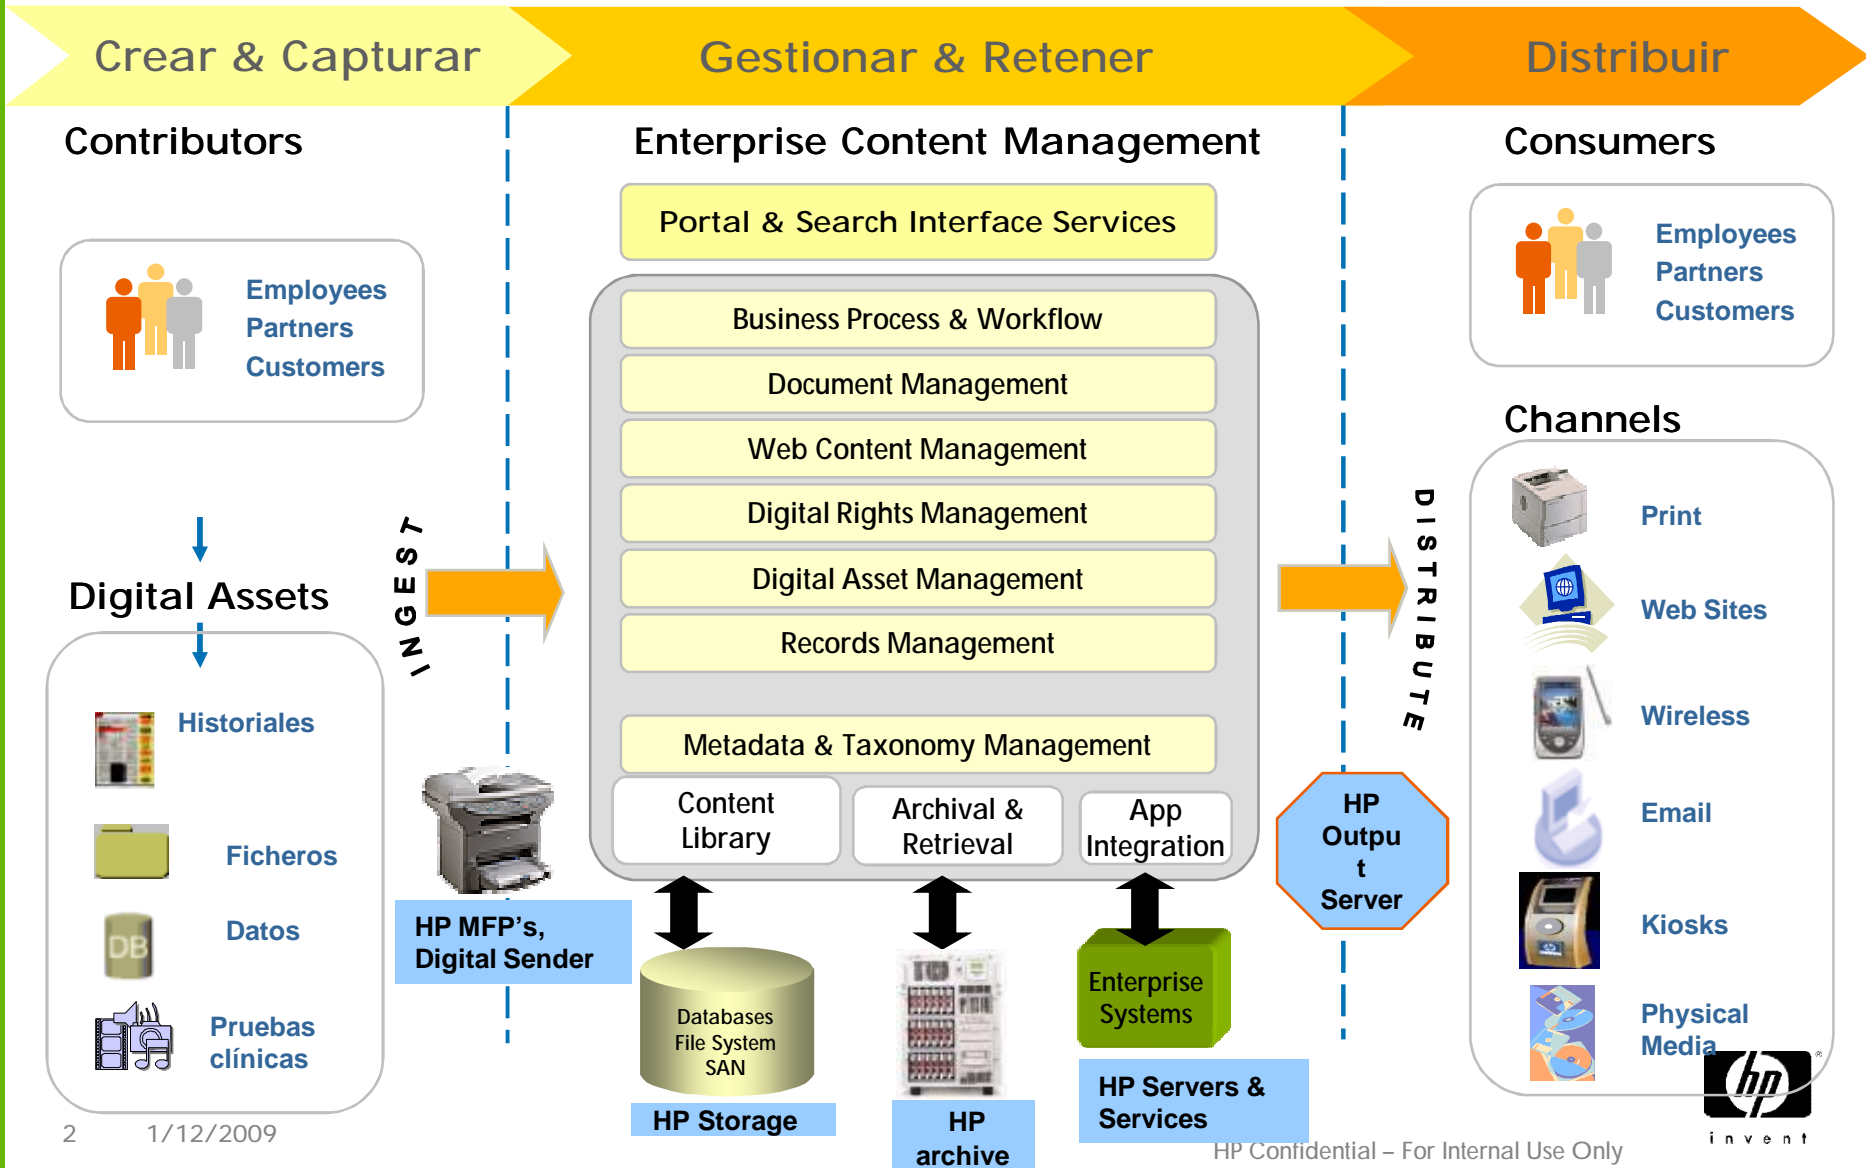 Crear & Capturar
Gestionar & Retener
Distribuir
Contributors
Employees
Partners
Customers
Digital Assets
Historiales
Ficheros
DB
Datos
Pruebas
clínicas
INGEST
HP MFP's,
Digital Sender
Enterprise Content Management
Portal & Search Interface Services
Business Process & Workflow
Document Management
Web Content Management
Digital Rights Management
Digital Asset Management
Records Management
Metadata & Taxonomy Management
Content
Library
Archival &
Retrieval
App
Integration
Databases
File System
SAN
HP Storage
HP
archive
Enterprise
Systems
HP Servers &
Services
DISTRIBUTE
HP
Outpu
t
Server
Consumers
Employees
Partners
Customers
Channels
Print
Web Sites
Wireless
Email
Kiosks
Physical
Media
hp
®
invent
2
1/12/2009
HP Confidential – For Internal Use Only